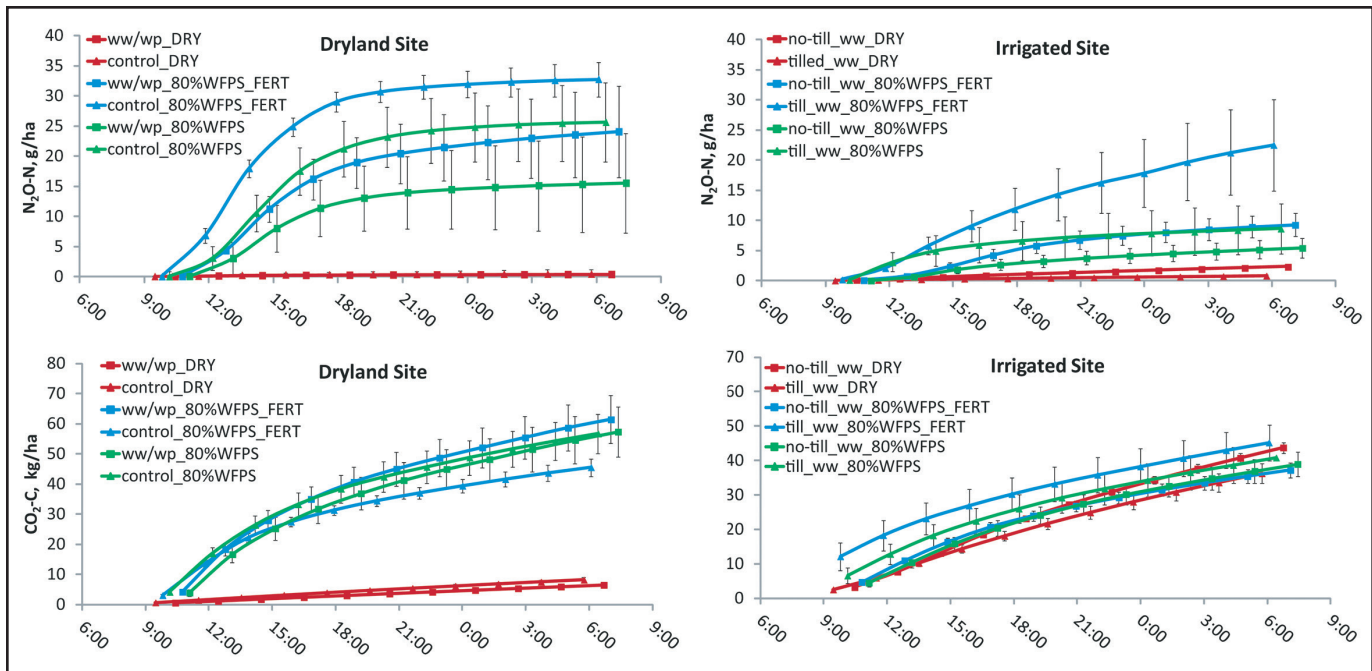 Dryland Site
N₂O-N, g/ha
40
35
30
25
20
15
10
5
0
ww/wp_DRY
control_DRY
ww/wp_80%WFPS_FERT
control_80%WFPS_FERT
ww/wp_80%WFPS
control_80%WFPS
6:00
9:00
12:00
15:00
18:00
21:00
0:00
3:00
6:00
9:00
Irrigated Site
N₂O-N, g/ha
40
35
30
25
20
15
10
5
0
no-till_ww_DRY
tilled_ww_DRY
no-till_ww_80%WFPS_FERT
till_ww_80%WFPS_FERT
no-till_ww_80%WFPS
till_ww_80%WFPS
6:00
9:00
12:00
15:00
18:00
21:00
0:00
3:00
6:00
9:00
Dryland Site
CO₂-C, kg/ha
80
70
60
50
40
30
20
10
0
ww/wp_DRY
control_DRY
ww/wp_80%WFPS_FERT
control_80%WFPS_FERT
ww/wp_80%WFPS
control_80%WFPS
6:00
9:00
12:00
15:00
18:00
21:00
0:00
3:00
6:00
9:00
Irrigated Site
70
60
50
40
30
20
10
0
no-till_ww_DRY
till_ww_DRY
no-till_ww_80%WFPS_FERT
till_ww_80%WFPS_FERT
no-till_ww_80%WFPS
till_ww_80%WFPS
6:00
9:00
12:00
15:00
18:00
21:00
0:00
3:00
6:00
9:00